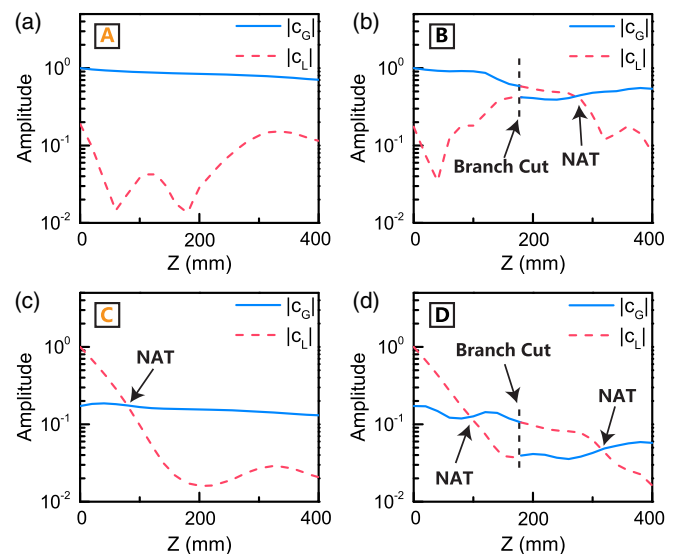 (a)
A
|c_G|
|c_L|
10^0
10^-1
10^-2
Amplitude
0
200
400
Z (mm)
(b)
B
|c_G|
|c_L|
10^0
10^-1
10^-2
Amplitude
Branch Cut
NAT
0
200
400
Z (mm)
(c)
C
|c_G|
|c_L|
NAT
10^0
10^-1
10^-2
Amplitude
0
200
400
Z (mm)
(d)
D
|c_G|
|c_L|
Branch Cut
NAT
NAT
10^0
10^-1
10^-2
Amplitude
0
200
400
Z (mm)